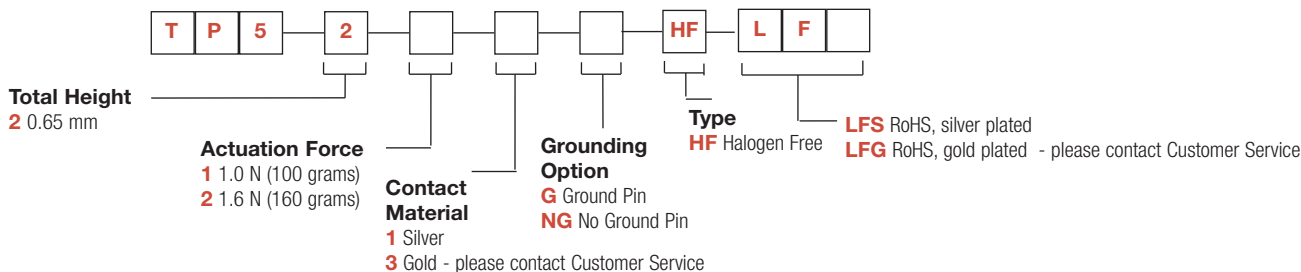 T P 5 2 HF L F
Total Height
2 0.65 mm
Actuation Force
1 1.0 N (100 grams)
2 1.6 N (160 grams)
Contact
Material
1 Silver
3 Gold - please contact Customer Service
Grounding
Option
G Ground Pin
NG No Ground Pin
Type
HF Halogen Free
LFS RoHS, silver plated
LFG RoHS, gold plated - please contact Customer Service